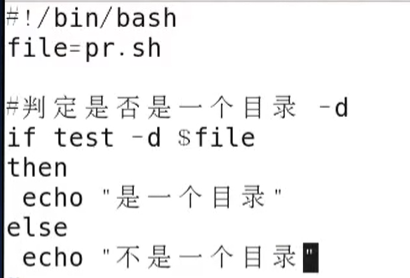 #!/bin/bash
file=pr.sh

#判定是否是一个目录 -d
if test -d $file
then
 echo "是一个目录"
else
 echo "不是一个目录"